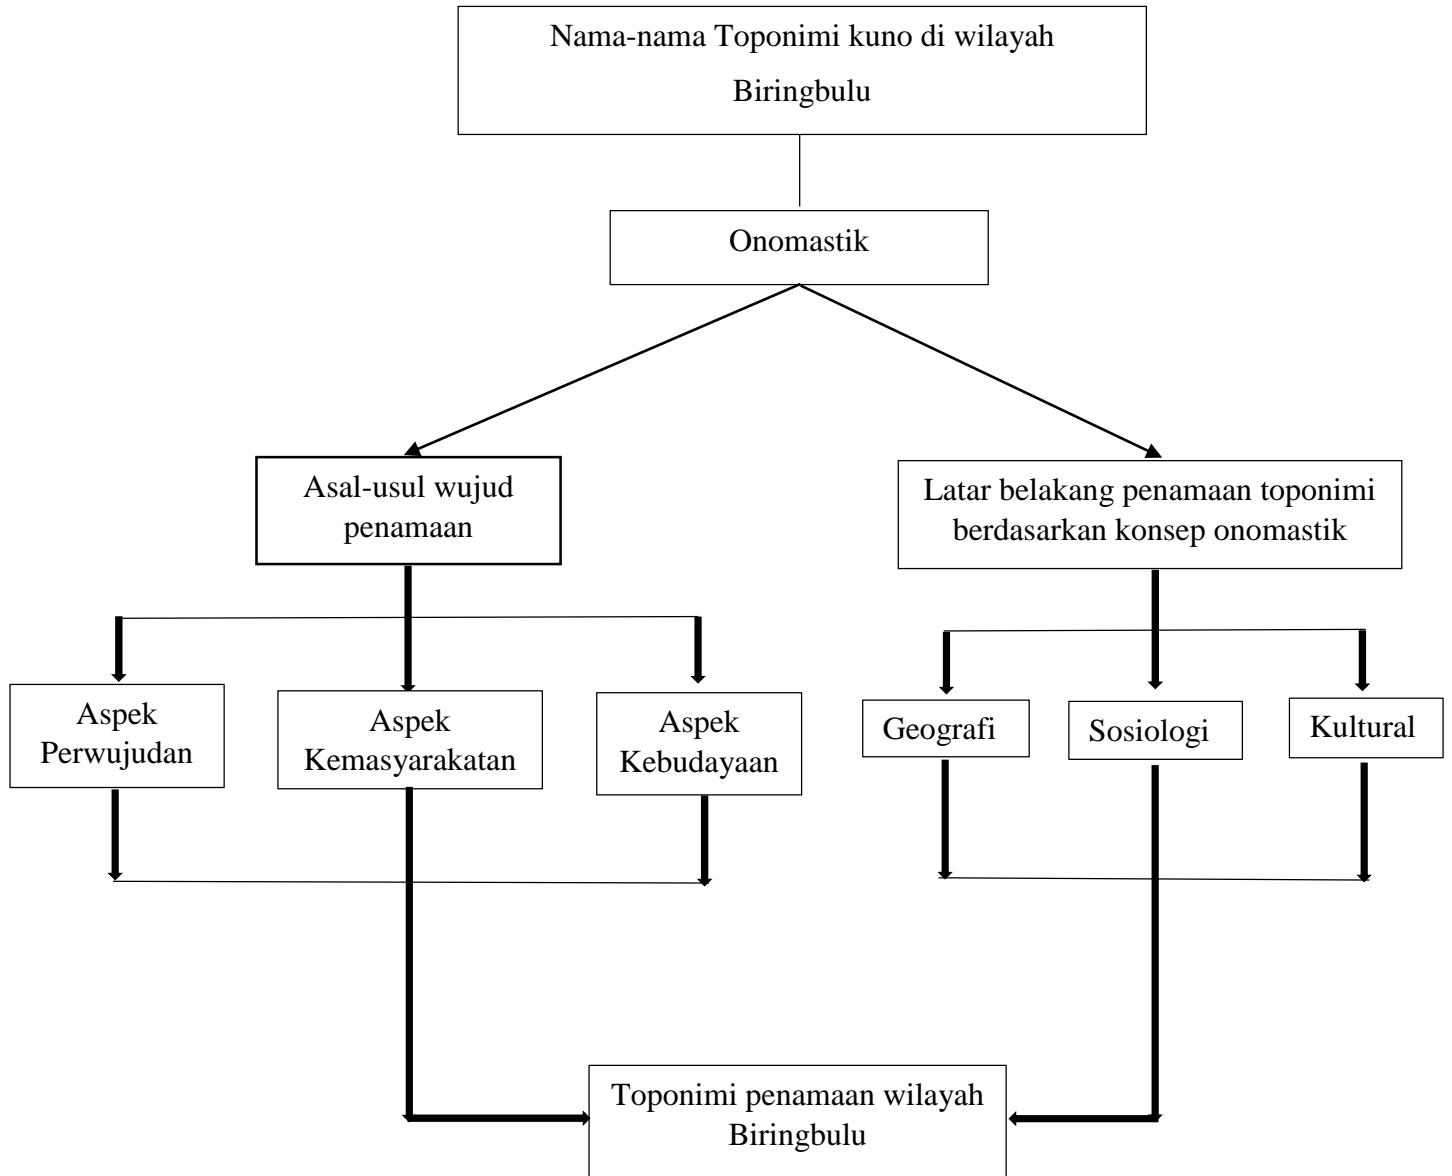 Nama-nama Toponimi kuno di wilayah
Biringbulu
Onomastik
Asal-usul wujud
penamaan
Latar belakang penamaan toponimi
berdasarkan konsep onomastik
Aspek
Perwujudan
Aspek
Kemasyarakatan
Aspek
Kebudayaan
Geografi
Sosiologi
Kultural
Toponimi penamaan wilayah
Biringbulu